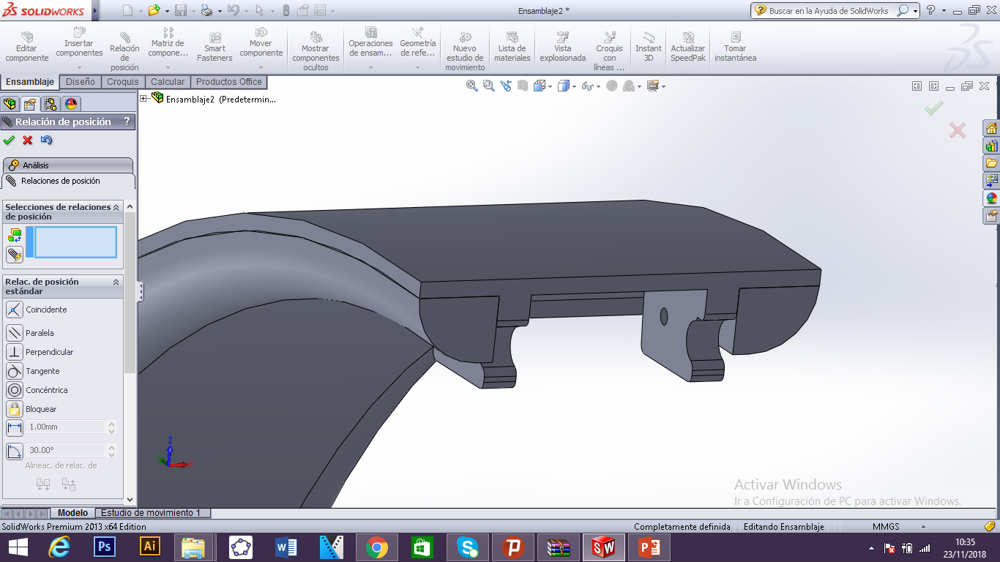 SOLIDWORKS
Ensamblaje2 *
Buscar en la Ayuda de SolidWorks
?
Editar
componente
Insertar
componentes
Relación
de
posición
Matriz de
compone...
Smart
Fasteners
Mover
componente
Mostrar
componentes
ocultos
Operaciones
de ensam...
Geometría
de refe...
Nuevo
estudio de
movimiento
Lista de
materiales
Vista
explosionada
Croquis
con
líneas ...
Instant
3D
Actualizar
SpeedPak
Tomar
instantánea
Ensamblaje
Diseño
Croquis
Calcular
Productos Office
Ensamblaje2 (Predetermin...
Relación de posición ?
Análisis
Relaciones de posición
Selecciones de relaciones
de posición
Relac. de posición
estándar
Coincidente
Paralela
Perpendicular
Tangente
Concéntrica
Bloquear
1.00mm
30.00°
Alineac. de relac. de
Z
X
Activar Windows
Ir a Configuración de PC para activar Windows.
Modelo
Estudio de movimiento 1
SolidWorks Premium 2013 x64 Edition
Completamente definida
Editando Ensamblaje
MMGS
Ps
Ai
W
S
P
SW
P
10:35
23/11/2018